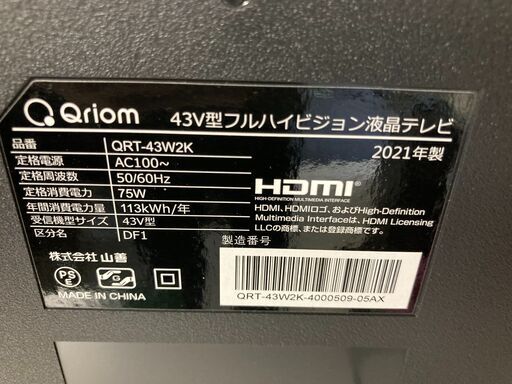 Qriom
43V型フルハイビジョン液晶テレビ
品番 QRT-43W2K
2021年製
定格電源 AC100~
定格周波数 50/60Hz
定格消費電力 75W
年間消費電力量 113kWh/年
受信機型サイズ 43V型
区分名 DF1
HDMI
HIGH-DEFINITION MULTIMEDIA INTERFACE
HDMI、HDMIロゴ、およびHigh-Definition
Multimedia Interfaceは、HDMI Licensing
LLCの商標、または登録商標です。
製造番号
株式会社 山善
PS
E
MADE IN CHINA
QRT-43W2K-4000509-05AX